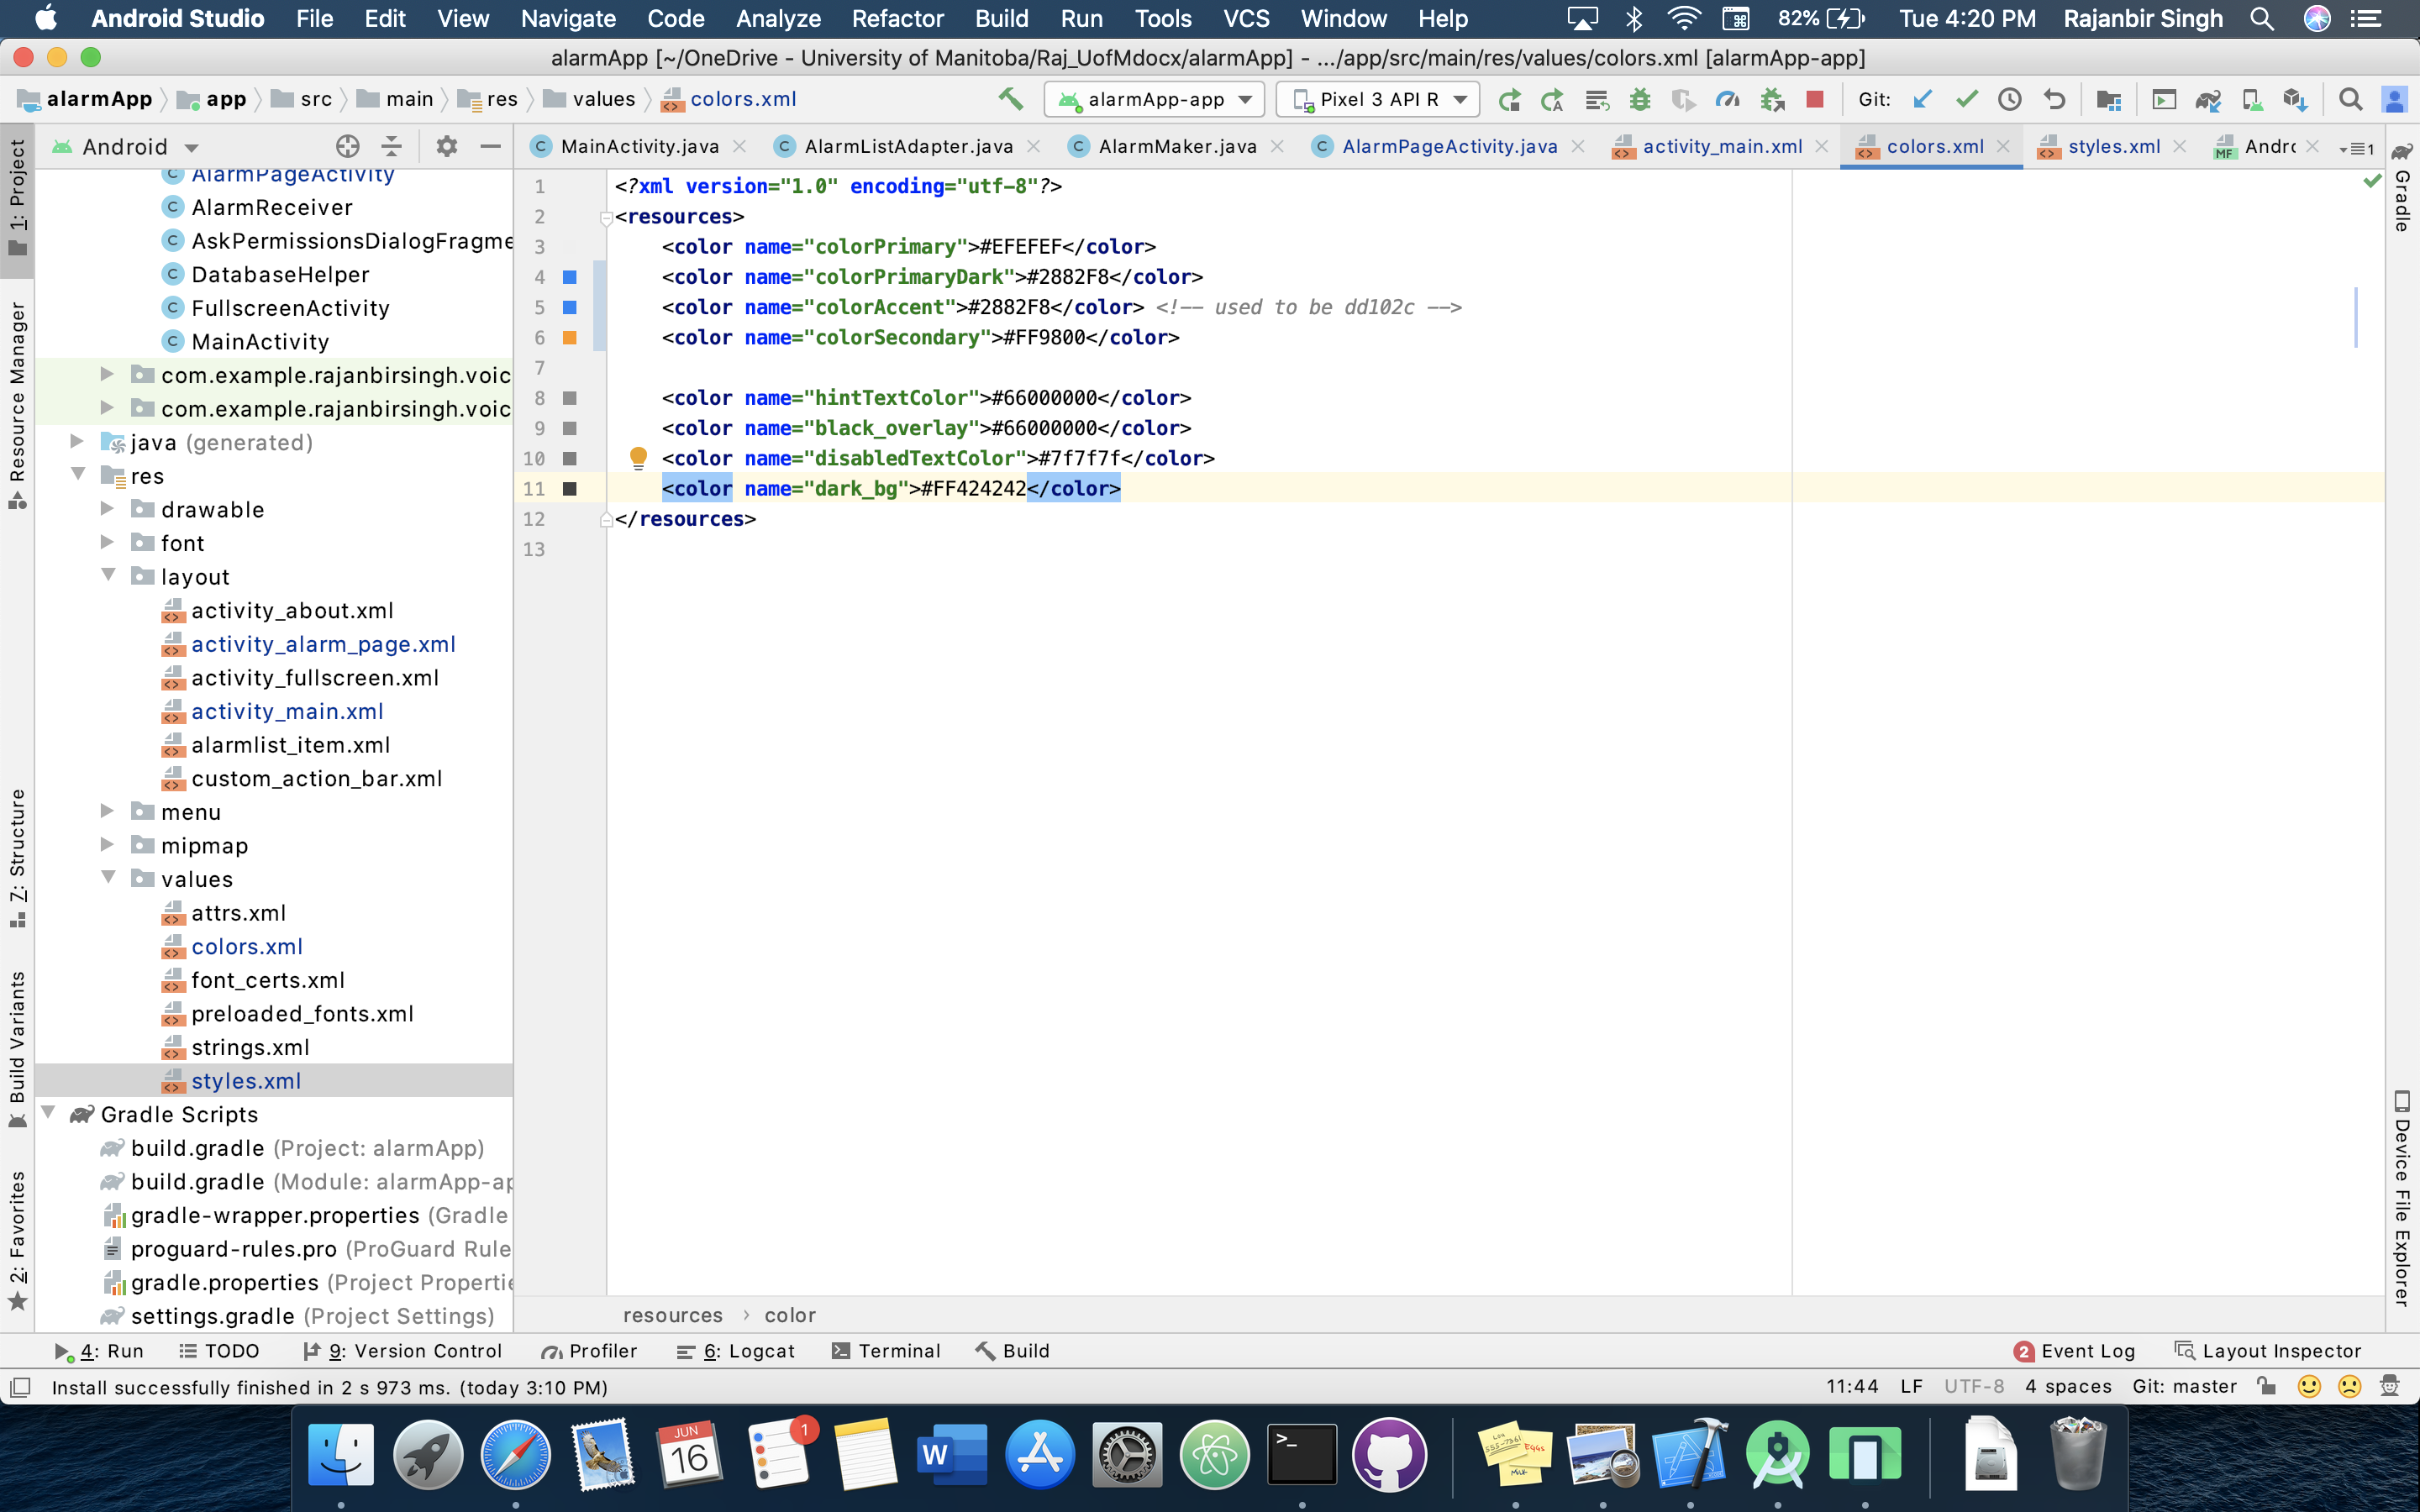 Android Studio File Edit View Navigate Code Analyze Refactor Build Run Tools VCS Window Help 82% Tue 4:20 PM Rajanbir Singh
alarmApp [~/OneDrive - University of Manitoba/Raj_UofMdocx/alarmApp] - .../app/src/main/res/values/colors.xml [alarmApp-app]
alarmApp app src main res values colors.xml alarmApp-app Pixel 3 API R Git:
Android
MainActivity.java AlarmListAdapter.java AlarmMaker.java AlarmPageActivity.java activity_main.xml colors.xml styles.xml Andr 1
1: Project
Resource Manager
7: Structure
Build Variants
2: Favorites
AlarmPageActivity
AlarmReceiver
AskPermissionsDialogFragme
DatabaseHelper
FullscreenActivity
MainActivity
com.example.rajanbirsingh.voic
com.example.rajanbirsingh.voic
java (generated)
res
drawable
font
layout
activity_about.xml
activity_alarm_page.xml
activity_fullscreen.xml
activity_main.xml
alarmlist_item.xml
custom_action_bar.xml
menu
mipmap
values
attrs.xml
colors.xml
font_certs.xml
preloaded_fonts.xml
strings.xml
styles.xml
Gradle Scripts
build.gradle (Project: alarmApp)
build.gradle (Module: alarmApp-ap
gradle-wrapper.properties (Gradle
proguard-rules.pro (ProGuard Rule
gradle.properties (Project Properti
settings.gradle (Project Settings)
1 <?xml version="1.0" encoding="utf-8"?>
2 <resources>
3 <color name="colorPrimary">#EFEFEF</color>
4 <color name="colorPrimaryDark">#2882F8</color>
5 <color name="colorAccent">#2882F8</color> <!-- used to be dd102c -->
6 <color name="colorSecondary">#FF9800</color>
7
8 <color name="hintTextColor">#66000000</color>
9 <color name="black_overlay">#66000000</color>
10 <color name="disabledTextColor">#7f7f7f</color>
11 <color name="dark_bg">#FF424242</color>
12 </resources>
13
resources › color
Gradle
Device File Explorer
4: Run TODO 9: Version Control Profiler 6: Logcat Terminal Build 2 Event Log Layout Inspector
Install successfully finished in 2 s 973 ms. (today 3:10 PM) 11:44 LF UTF-8 4 spaces Git: master
JUN
16
1
W
>_